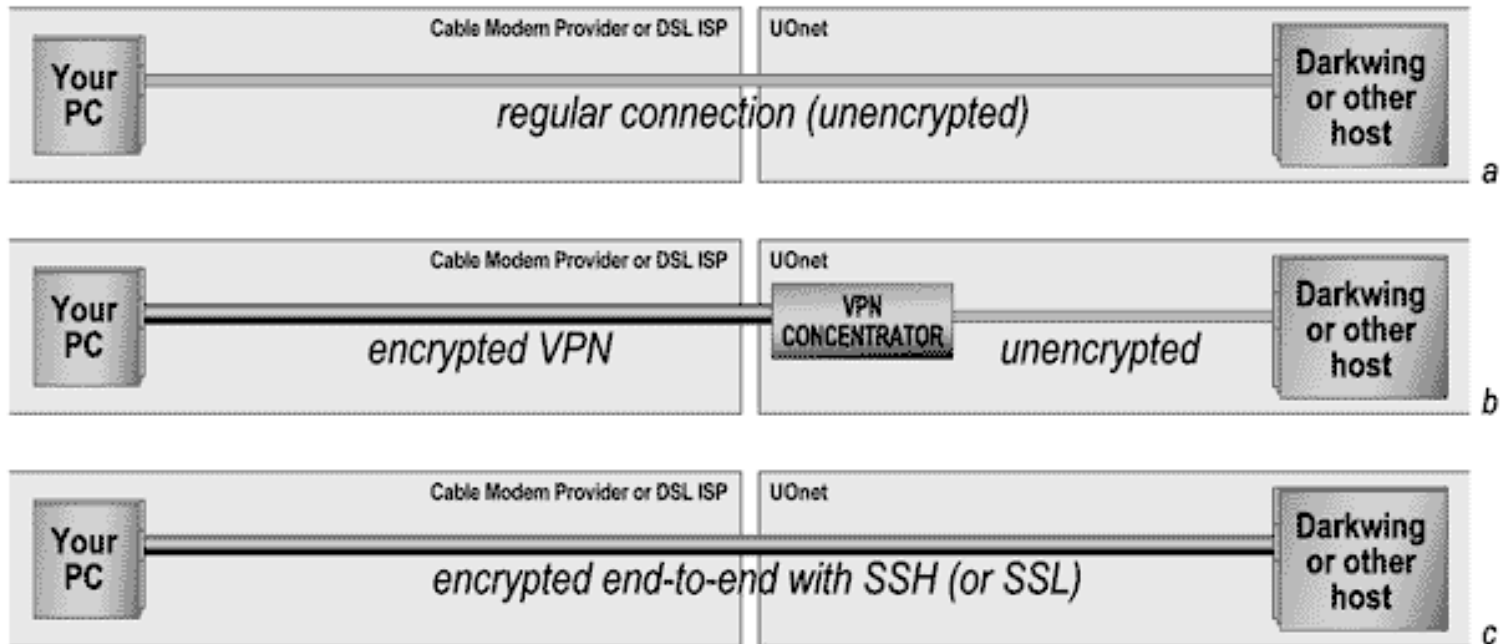 Cable Modem Provider or DSL ISP
UOnet
Your
PC
regular connection (unencrypted)
Darkwing
or other
host
a
Cable Modem Provider or DSL ISP
UOnet
Your
PC
encrypted VPN
VPN
CONCENTRATOR
unencrypted
Darkwing
or other
host
b
Cable Modem Provider or DSL ISP
UOnet
Your
PC
encrypted end-to-end with SSH (or SSL)
Darkwing
or other
host
c